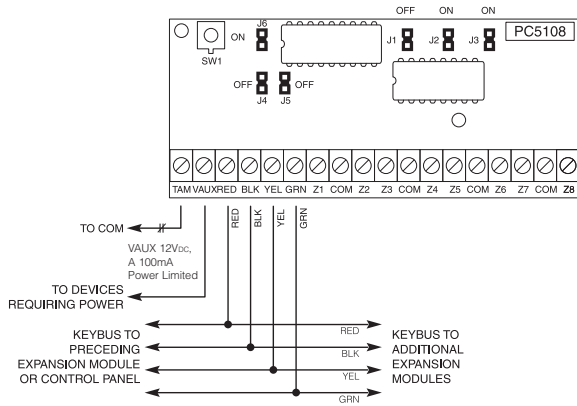 OFF ON ON
J6
ON
J1 J2 J3
PC5108
SW1
OFF OFF
J4 J5
TAM VAUX RED BLK YEL GRN Z1 COM Z2 Z3 COM Z4 Z5 COM Z6 Z7 COM Z8
RED BLK YEL GRN
TO COM
VAUX 12VDC,
A 100mA
Power Limited
TO DEVICES
REQUIRING POWER
RED
KEYBUS TO
PRECEDING
EXPANSION MODULE
OR CONTROL PANEL
BLK
YEL
GRN
KEYBUS TO
ADDITIONAL
EXPANSION
MODULES